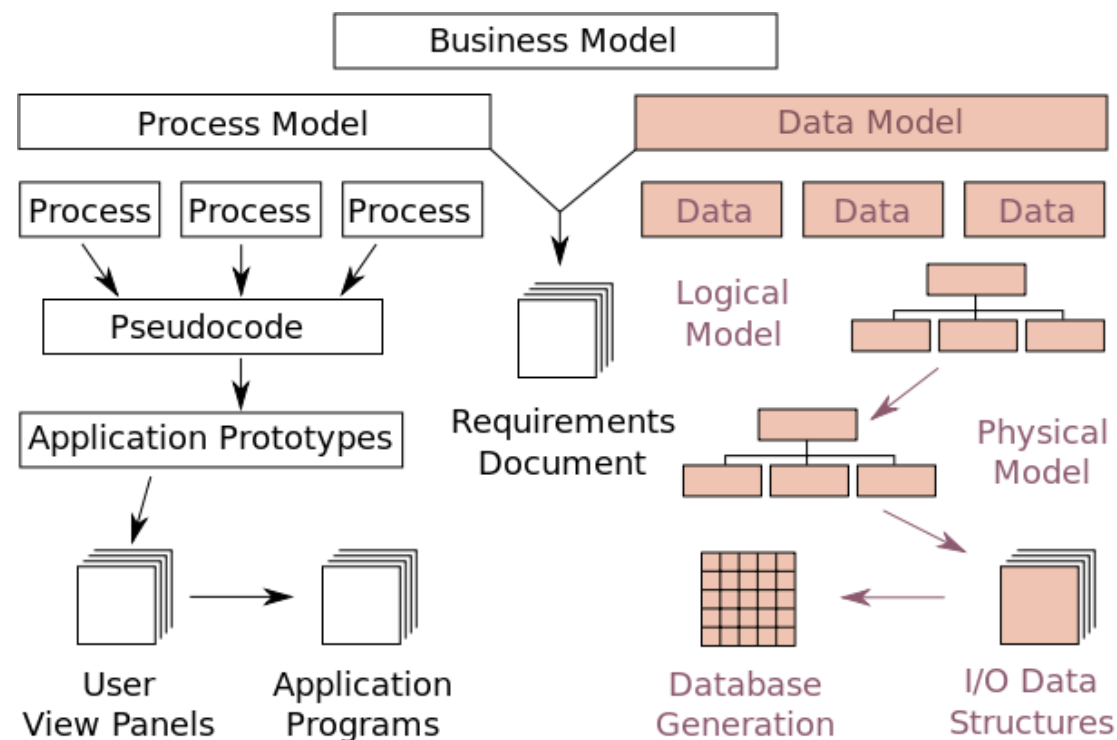 Business Model
Process Model
Data Model
Process
Process
Process
Data
Data
Data
Pseudocode
Logical
Model
Application Prototypes
Requirements
Document
Physical
Model
User
View Panels
Application
Programs
Database
Generation
I/O Data
Structures